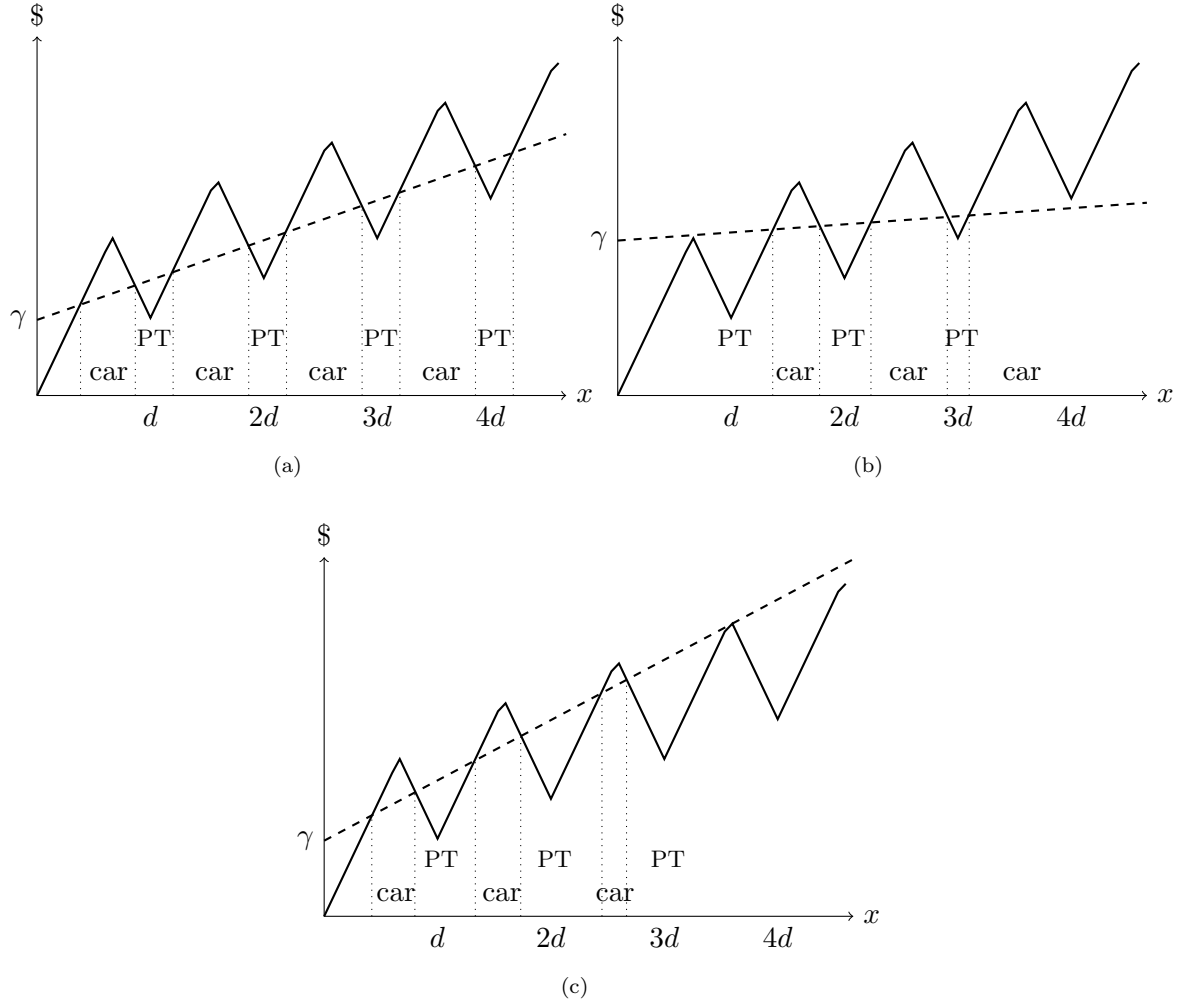 $ $
γ γ
PT PT PT PT PT PT PT
car car car car car car car
x x
d 2d 3d 4d d 2d 3d 4d
(a) (b)
$
γ
PT PT PT
car car car
x
d 2d 3d 4d
(c)